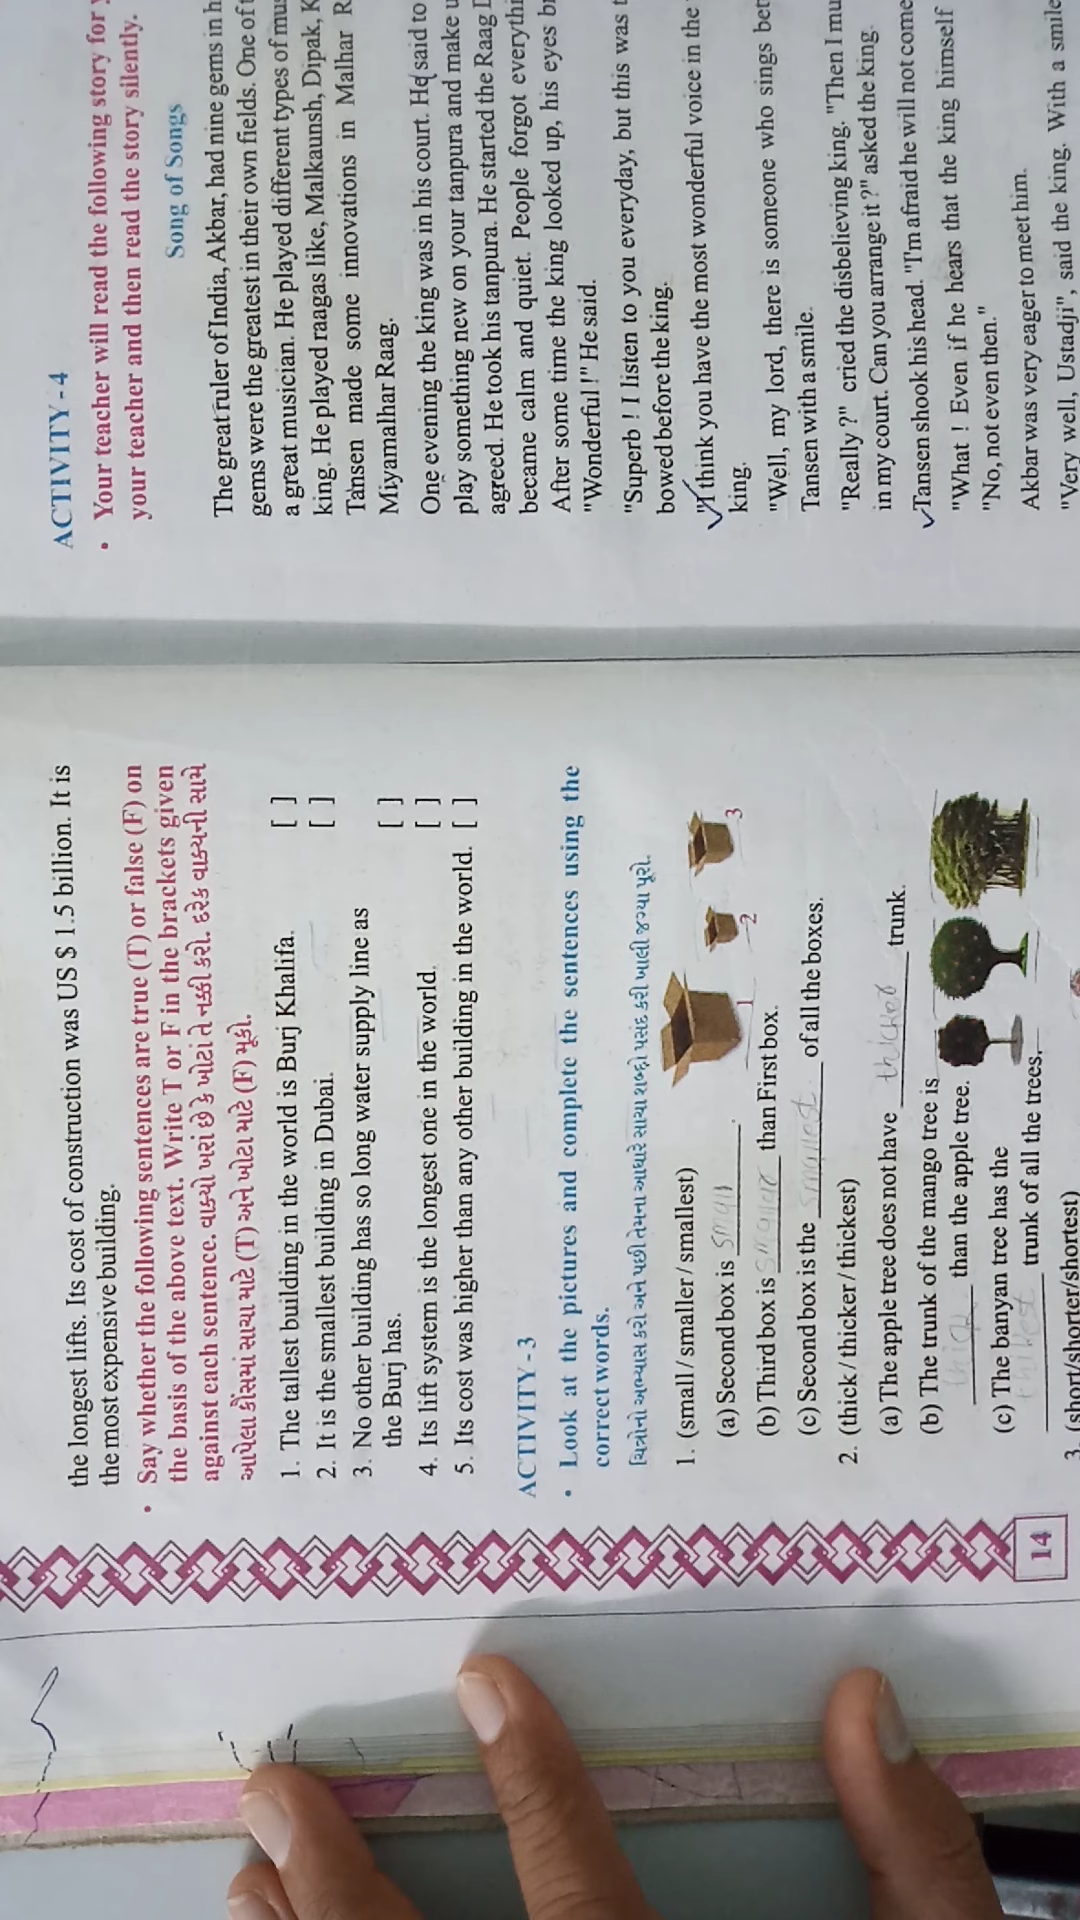 the longest lifts. Its cost of construction was US $ 1.5 billion. It is
the most expensive building.
• Say whether the following sentences are true (T) or false (F) on
the basis of the above text. Write T or F in the brackets given
against each sentence. વાક્યો ખરાં છે કે ખોટાં તે નક્કી કરો. દરેક વાક્યની સામે
આપેલા કૌંસમાં સાચા માટે (T) અને ખોટા માટે (F) મૂકો.
1. The tallest building in the world is Burj Khalifa. [ ]
2. It is the smallest building in Dubai. [ ]
3. No other building has so long water supply line as
the Burj has. [ ]
4. Its lift system is the longest one in the world. [ ]
5. Its cost was higher than any other building in the world. [ ]
ACTIVITY - 3
• Look at the pictures and complete the sentences using the
correct words.
ચિત્રોનો અભ્યાસ કરો અને પછી તેમના આધારે સાચા શબ્દો પસંદ કરી ખાલી જગ્યા પૂરો.
1. (small / smaller / smallest)
(a) Second box is small.
(b) Third box is smaller than First box.
(c) Second box is the smallest of all the boxes.
1 2 3
2. (thick / thicker / thickest)
(a) The apple tree does not have thicker trunk.
(b) The trunk of the mango tree is
than the apple tree.
(c) The banyan tree has the
trunk of all the trees.
3. (short/shorter/shortest)
14
ACTIVITY - 4
• Your teacher will read the following story for
your teacher and then read the story silently.
Song of Songs
The great ruler of India, Akbar, had nine gems in
gems were the greatest in their own fields. One of
a great musician. He played different types of
king. He played raagas like, Malkaunsh, Dipak,
Tansen made some innovations in Malhar
Miyamalhar Raag.
One evening the king was in his court. He said to
play something new on your tanpura and make
agreed. He took his tanpura. He started the Raag
became calm and quiet. People forgot
After some time the king looked up, his eyes
"Wonderful !" He said.
"Superb ! I listen to you everyday, but this was
bowed before the king.
"I think you have the most wonderful voice in the
king.
"Well, my lord, there is someone who sings
Tansen with a smile.
"Really ?" cried the disbelieving king. "Then I
in my court. Can you arrange it ?" asked the king.
Tansen shook his head. "I'm afraid he will not come
"What ! Even if he hears that the king himself
"No, not even then."
Akbar was very eager to meet him.
"Very well, Ustadji", said the king. With a smile